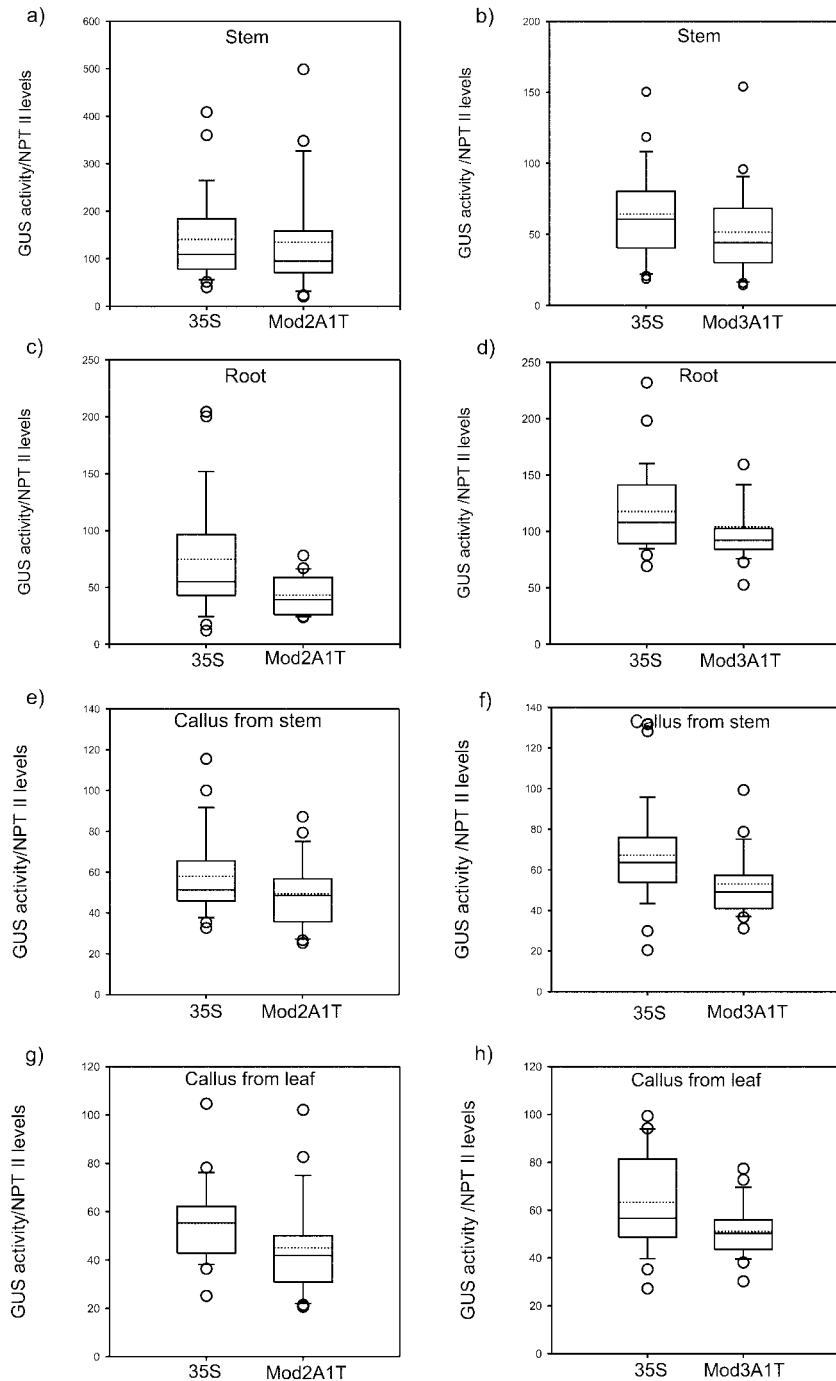 a)
Stem
GUS activity/NPT II levels
600
500
400
300
200
100
0
35S Mod2A1T
b)
Stem
GUS activity /NPT II levels
200
150
100
50
0
35S Mod3A1T
c)
Root
GUS activity/NPT II levels
250
200
150
100
50
0
35S Mod2A1T
d)
Root
GUS activity /NPT II levels
250
200
150
100
50
0
35S Mod3A1T
e)
Callus from stem
GUS activity/NPT II levels
140
120
100
80
60
40
20
0
35S Mod2A1T
f)
Callus from stem
GUS activity /NPT II levels
140
120
100
80
60
40
20
0
35S Mod3A1T
g)
Callus from leaf
GUS activity/NPT II levels
120
100
80
60
40
20
0
35S Mod2A1T
h)
Callus from leaf
GUS activity /NPT II levels
120
100
80
60
40
20
0
35S Mod3A1T